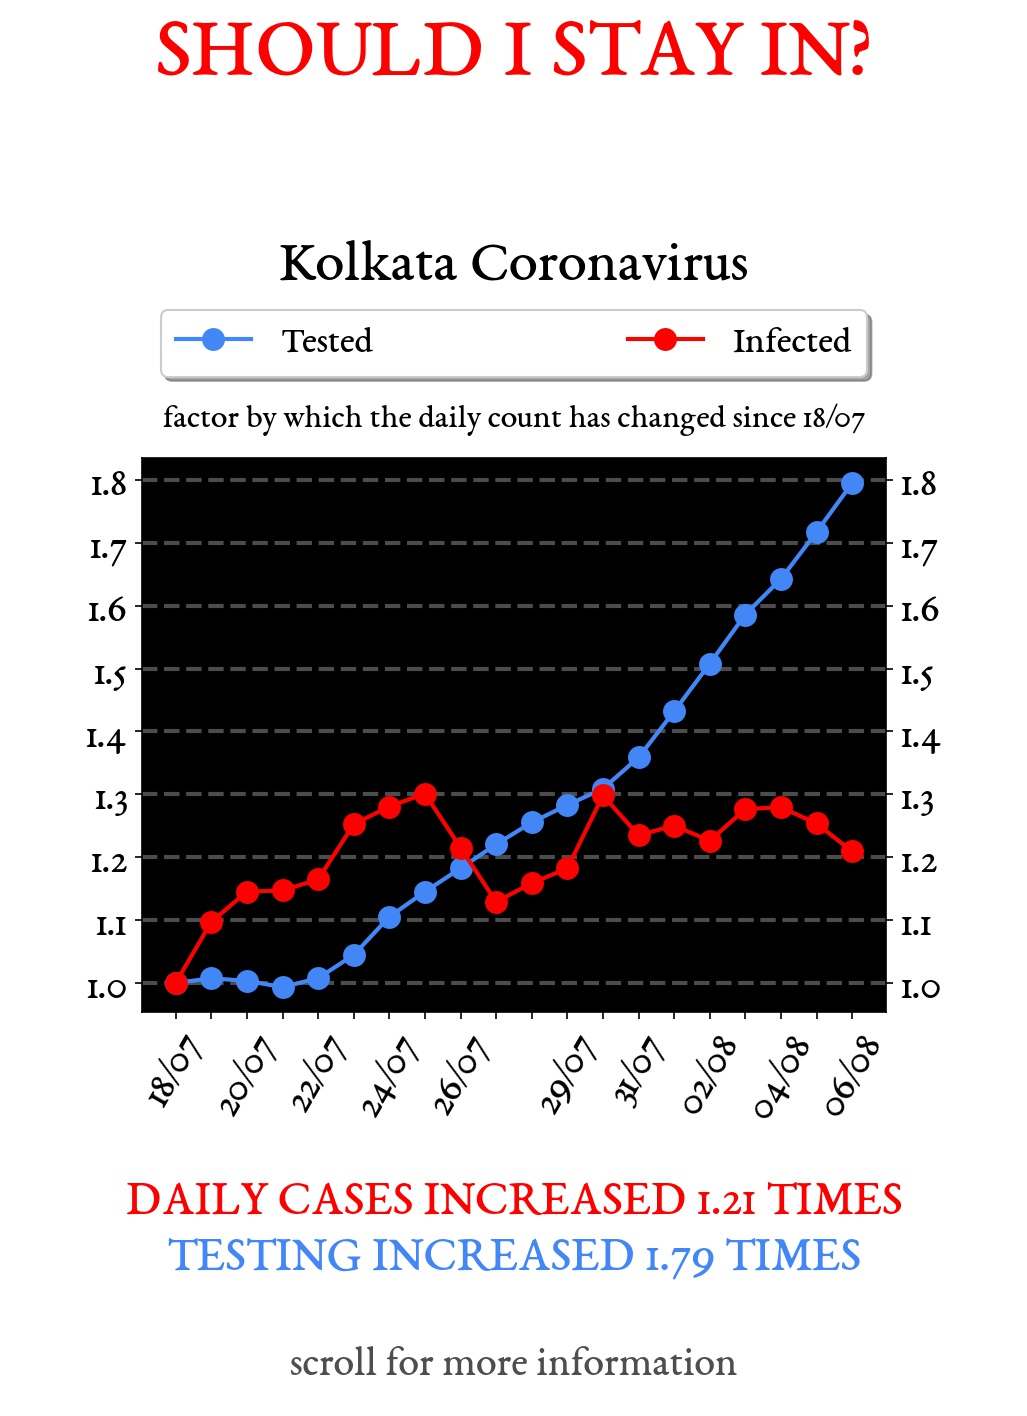 SHOULD I STAY IN?
Kolkata Coronavirus
Tested Infected
factor by which the daily count has changed since 18/07
1.8 1.8
1.7 1.7
1.6 1.6
1.5 1.5
1.4 1.4
1.3 1.3
1.2 1.2
1.1 1.1
1.0 1.0
18/07 20/07 22/07 24/07 26/07 29/07 31/07 02/08 04/08 06/08
DAILY CASES INCREASED 1.21 TIMES
TESTING INCREASED 1.79 TIMES
scroll for more information